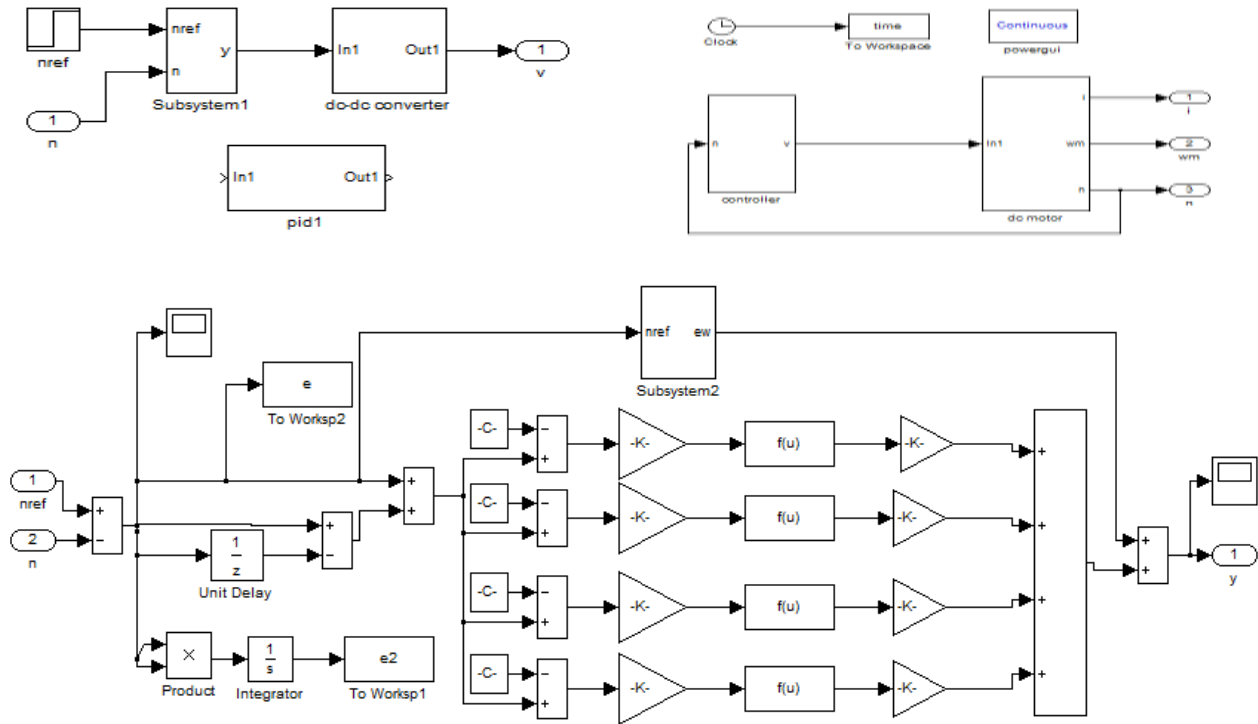 nref
nref
n
y
Subsystem1
1
n
In1
Out1
dc-dc converter
1
v
In1
Out1
pid1
Clock
time
To Workspace
Continuous
powergui
n
v
controller
In1
i
wm
n
dc motor
1
i
2
wm
3
n
nref
ew
Subsystem2
e
To Worksp2
1
nref
2
n
+
−
+
−
1
z
Unit Delay
+
+
×
Product
1
s
Integrator
e2
To Worksp1
-C-
−
+
-K-
f(u)
-K-
-C-
−
+
-K-
f(u)
-K-
-C-
−
+
-K-
f(u)
-K-
-C-
−
+
-K-
f(u)
-K-
+
+
+
+
+
+
1
y